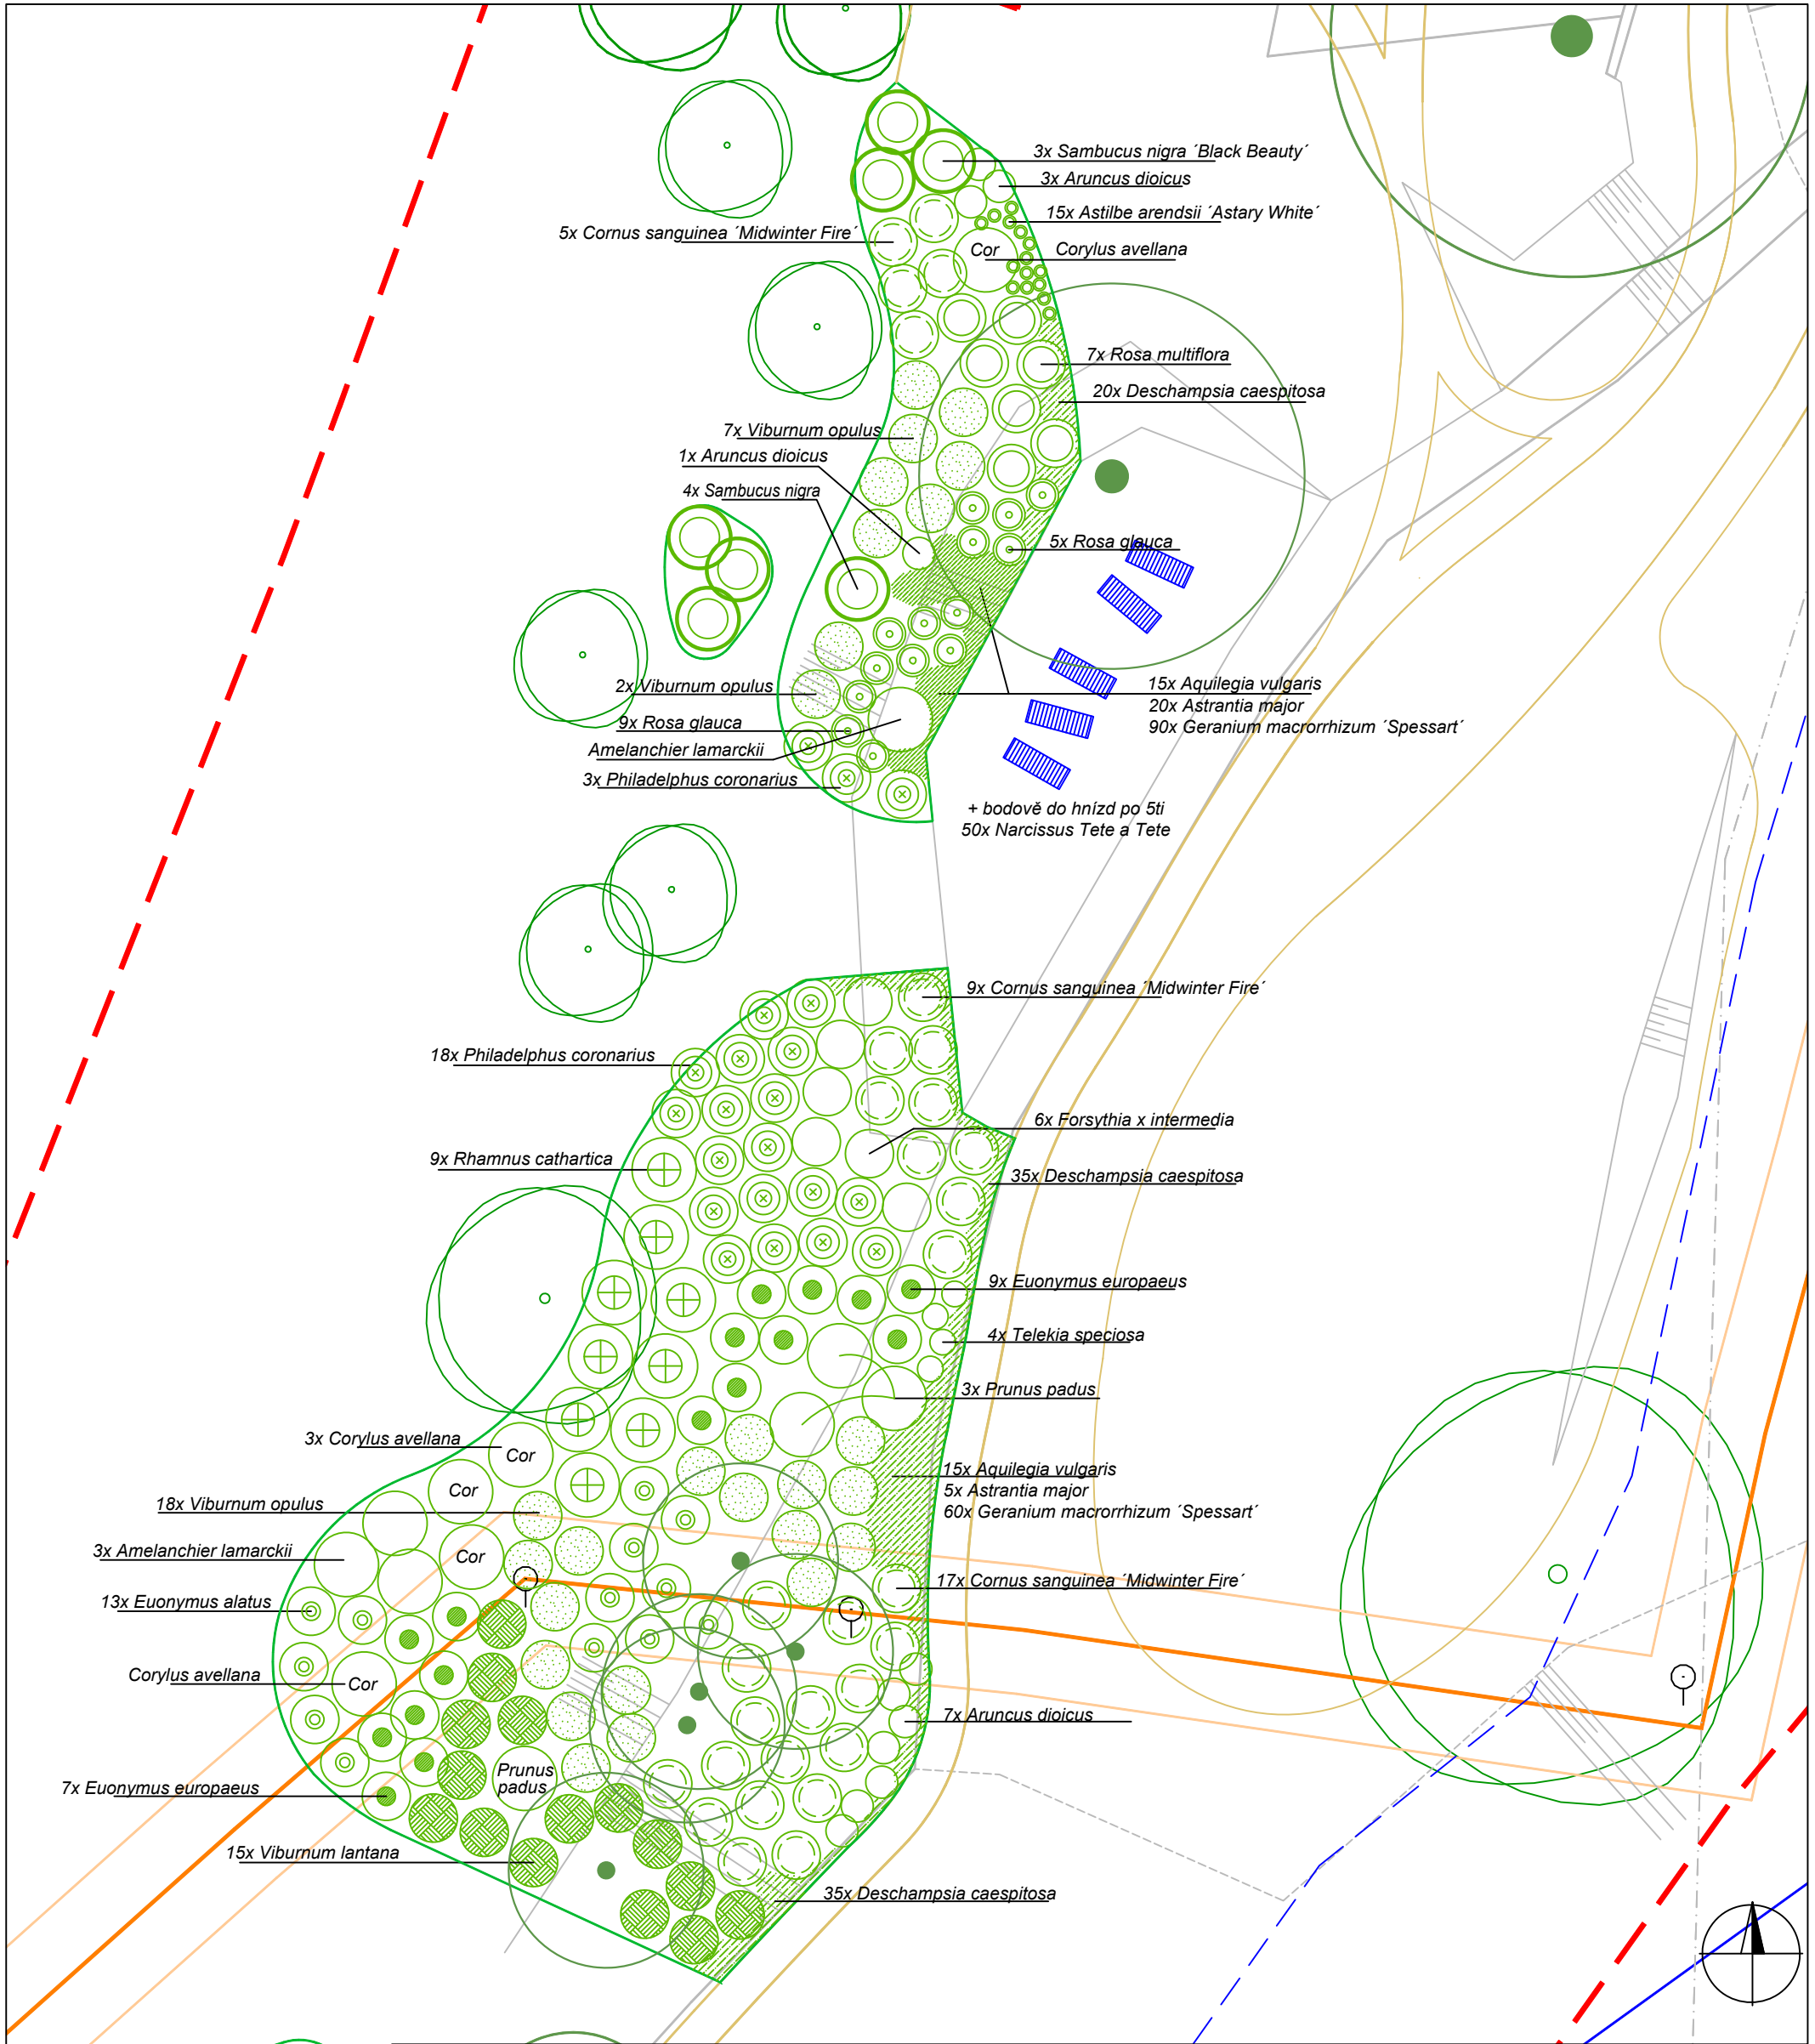 3x Sambucus nigra ´Black Beauty´
3x Aruncus dioicus
15x Astilbe arendsii ´Astary White´
5x Cornus sanguinea ´Midwinter Fire´
Cor
Corylus avellana
7x Rosa multiflora
20x Deschampsia caespitosa
7x Viburnum opulus
1x Aruncus dioicus
4x Sambucus nigra
5x Rosa glauca
2x Viburnum opulus
15x Aquilegia vulgaris
20x Astrantia major
90x Geranium macrorrhizum ´Spessart´
9x Rosa glauca
Amelanchier lamarckii
3x Philadelphus coronarius
+ bodově do hnízd po 5ti
50x Narcissus Tete a Tete
9x Cornus sanguinea ´Midwinter Fire´
18x Philadelphus coronarius
6x Forsythia x intermedia
9x Rhamnus cathartica
35x Deschampsia caespitosa
9x Euonymus europaeus
4x Telekia speciosa
3x Prunus padus
3x Corylus avellana
Cor
Cor
15x Aquilegia vulgaris
5x Astrantia major
60x Geranium macrorrhizum ´Spessart´
18x Viburnum opulus
3x Amelanchier lamarckii
Cor
17x Cornus sanguinea ´Midwinter Fire´
13x Euonymus alatus
Corylus avellana
Cor
7x Aruncus dioicus
Prunus
padus
7x Euonymus europaeus
15x Viburnum lantana
35x Deschampsia caespitosa